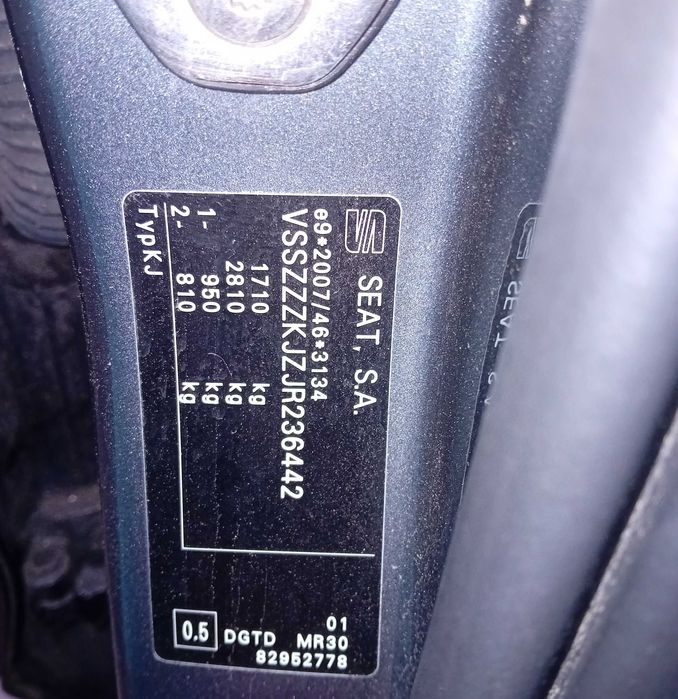 SEAT, S.A.
e9*2007/46*3134
VSSZZZKJZJR236442
1710 kg
2810 kg
1- 950 kg
2- 810 kg
TypKJ
01
DGTD MR30
0.5
82952778